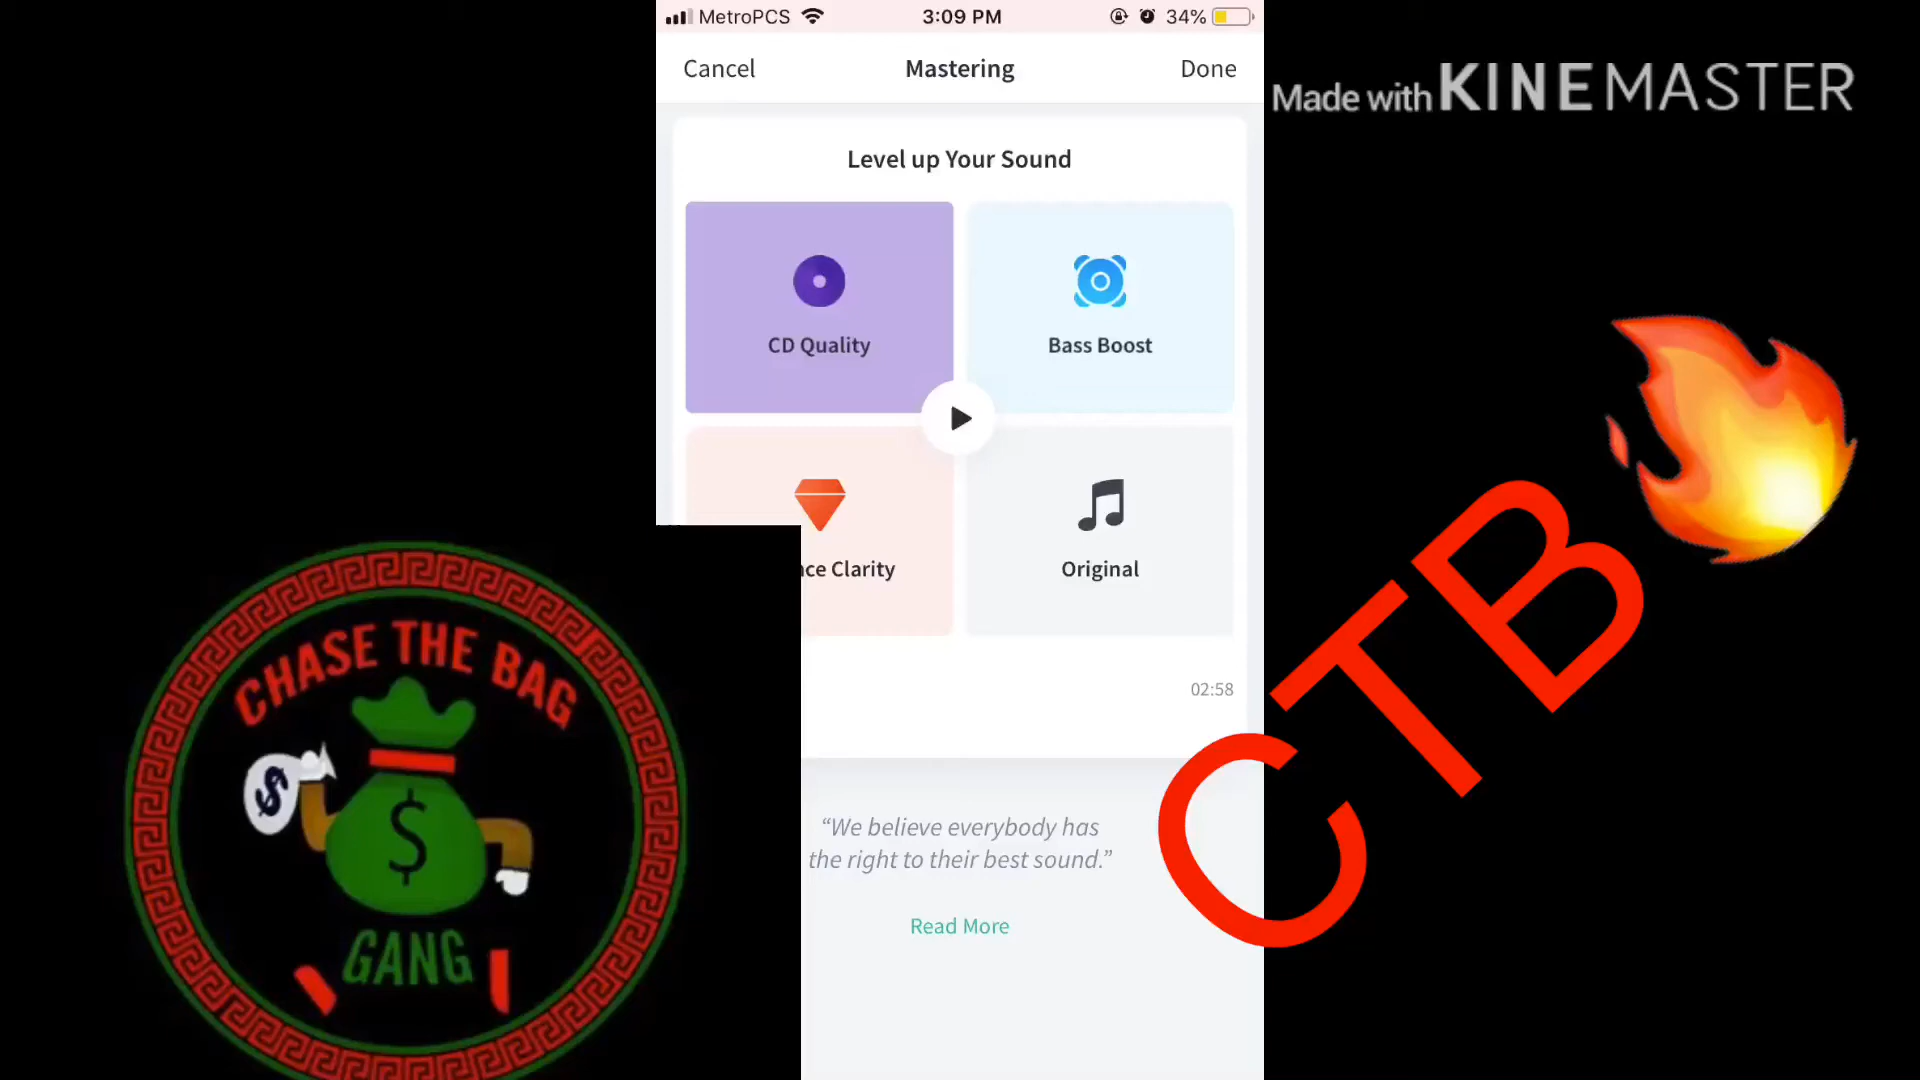 MetroPCS
3:09 PM
34%
Cancel
Mastering
Done
Made with KINEMASTER
Level up Your Sound
CD Quality
Bass Boost
nce Clarity
Original
02:58
“We believe everybody has
the right to their best sound.”
Read More
CHASE THE BAG
$
$
GANG
CTB